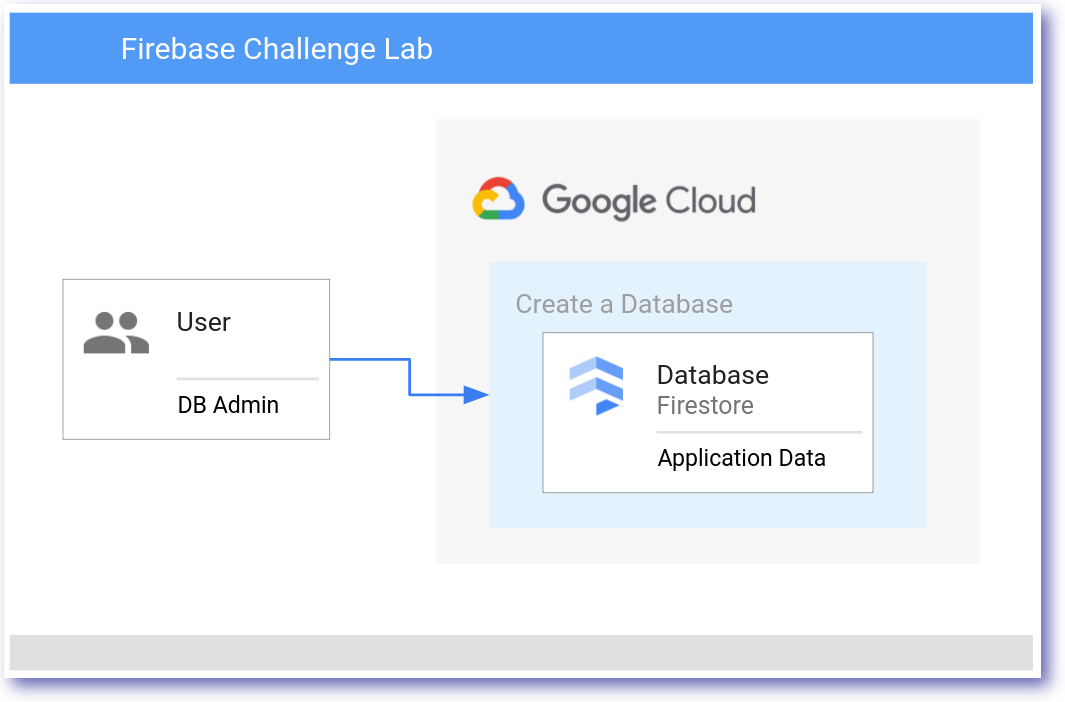 Firebase Challenge Lab
Google Cloud
Create a Database
User
DB Admin
Database
Firestore
Application Data